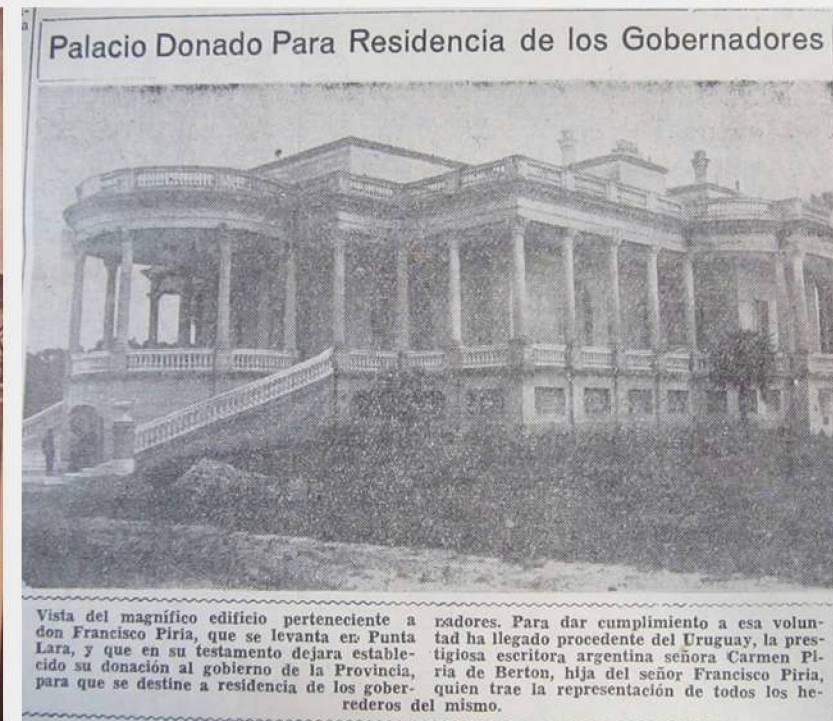 a
Palacio Donado Para Residencia de los Gobernadores
Vista del magnífico edificio perteneciente a
don Francisco Piria, que se levanta en Punta
Lara, y que en su testamento dejara estable-
cido su donación al gobierno de la Provincia,
para que se destine a residencia de los gober-
nadores. Para dar cumplimiento a esa volun-
tad ha llegado procedente del Uruguay, la pres-
tigiosa escritora argentina señora Carmen Pi-
ria de Berton, hija del señor Francisco Piria,
quien trae la representación de todos los he-
rederos del mismo.